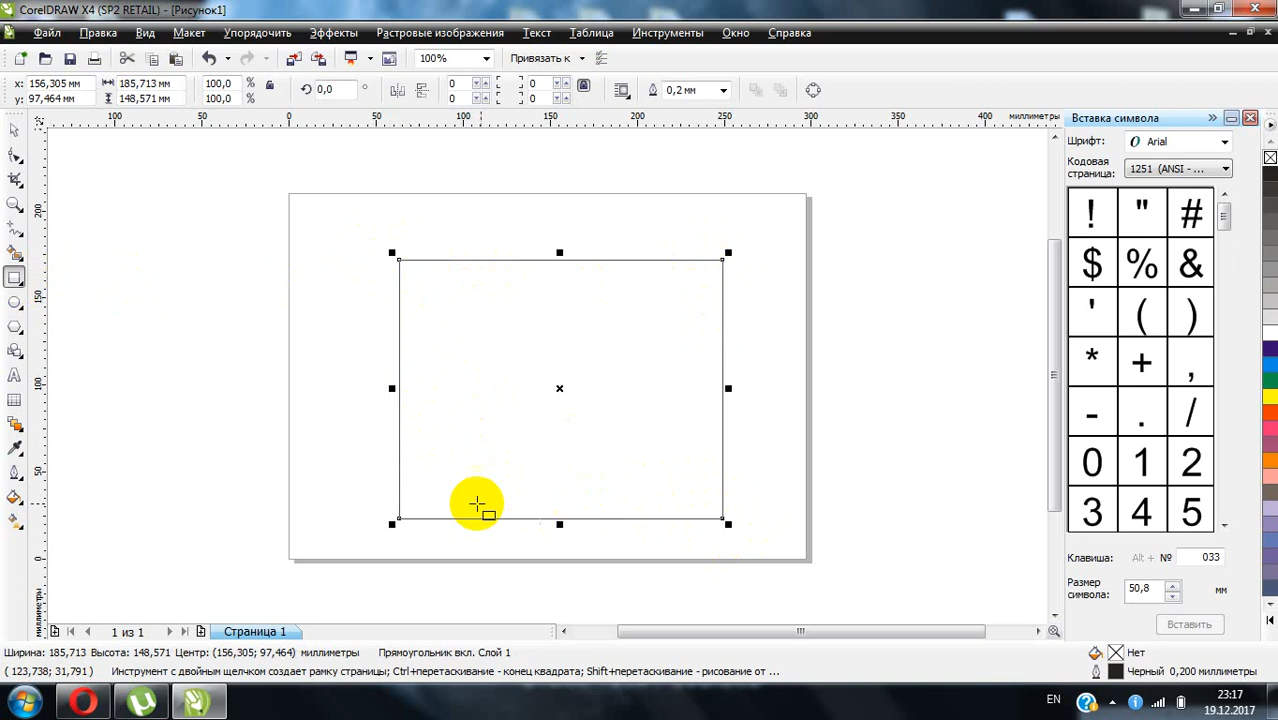 CorelDRAW X4 (SP2 RETAIL) - [Рисунок1]
Файл Правка Вид Макет Упорядочить Эффекты Растровые изображения Текст Таблица Инструменты Окно Справка
100% Привязать к
x: 156,305 мм 185,713 мм 100,0 % 0,0 ° 0 0 0,2 мм
y: 97,464 мм 148,571 мм 100,0 % 0 0
100 50 0 50 100 150 200 250 300 350 400 миллиметры
200
150
100
50
0
миллиметры
Вставка символа
Шрифт: O Arial
Кодовая страница: 1251 (ANSI - ...
! " #
$ % &
' ( )
* + ,
- . /
0 1 2
3 4 5
Клавиша: Alt + № 033
Размер символа: 50,8 мм
Вставить
1 из 1 Страница 1
Ширина: 185,713 Высота: 148,571 Центр: (156,305; 97,464) миллиметры Прямоугольник вкл. Слой 1 Нет
( 123,738; 31,791 ) Инструмент с двойным щелчком создает рамку страницы; Ctrl+перетаскивание - конец квадрата; Shift+перетаскивание - рисование от ... Черный 0,200 миллиметры
EN 23:17
19.12.2017